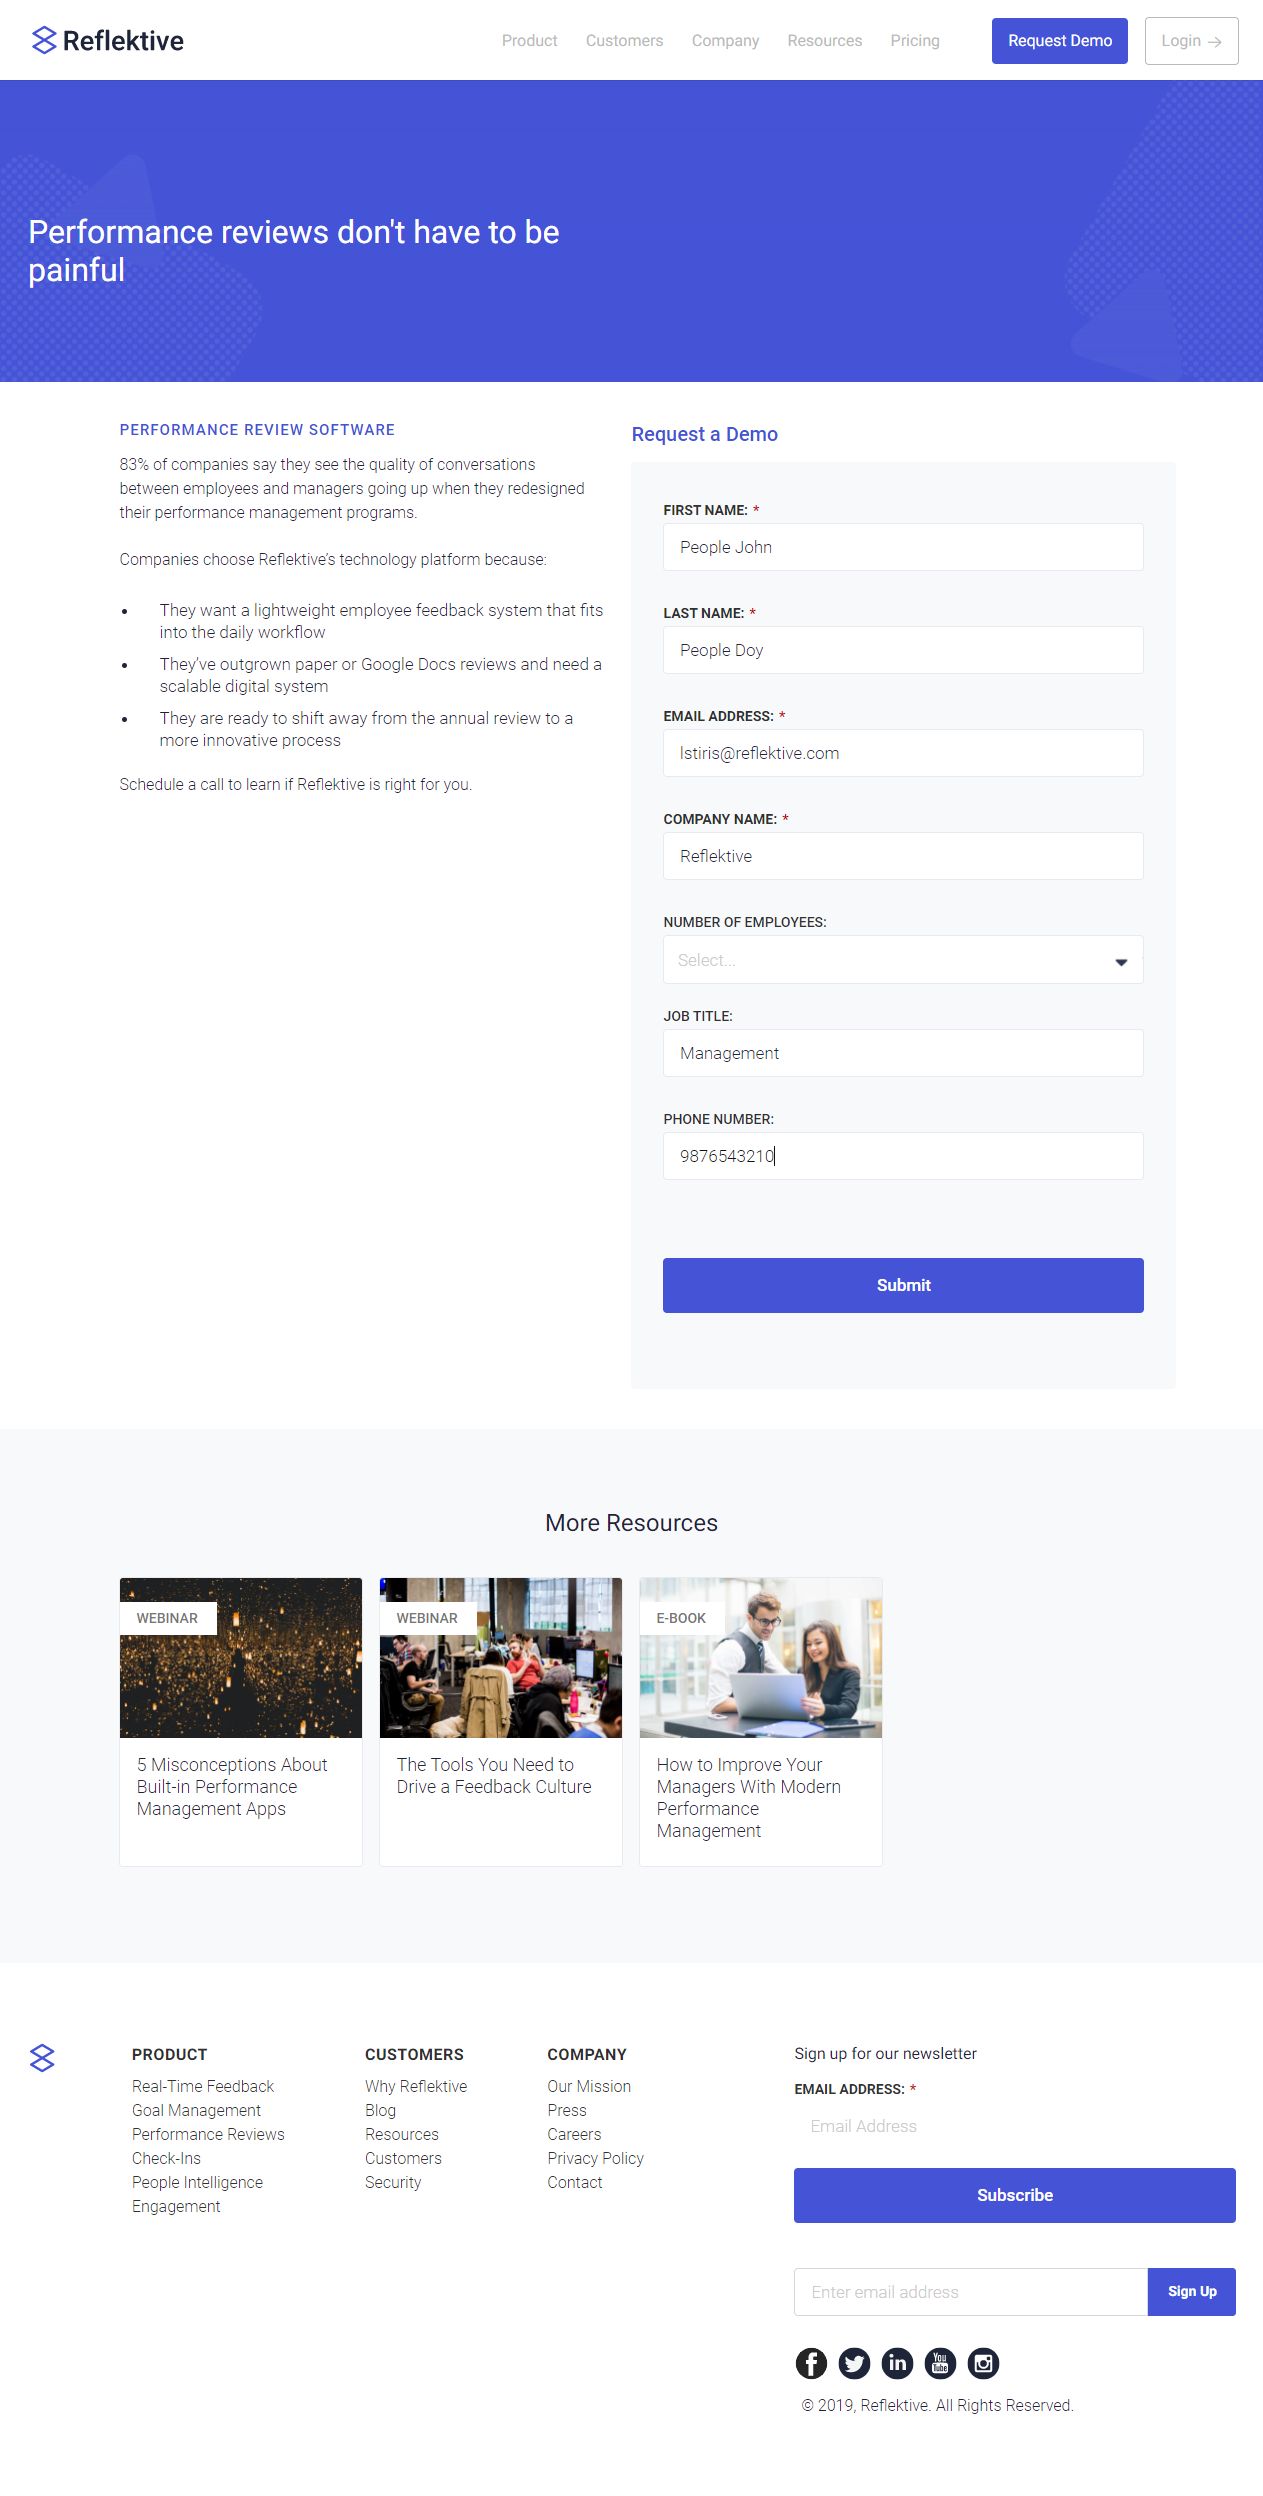 Reflektive
Product Customers Company Resources Pricing Request Demo Login →
Performance reviews don't have to be
painful
PERFORMANCE REVIEW SOFTWARE
83% of companies say they see the quality of conversations
between employees and managers going up when they redesigned
their performance management programs.
Companies choose Reflektive’s technology platform because:
• They want a lightweight employee feedback system that fits
into the daily workflow
• They’ve outgrown paper or Google Docs reviews and need a
scalable digital system
• They are ready to shift away from the annual review to a
more innovative process
Schedule a call to learn if Reflektive is right for you.
Request a Demo
FIRST NAME: *
People John
LAST NAME: *
People Doy
EMAIL ADDRESS: *
lstiris@reflektive.com
COMPANY NAME: *
Reflektive
NUMBER OF EMPLOYEES:
Select...
JOB TITLE:
Management
PHONE NUMBER:
9876543210
Submit
More Resources
WEBINAR
5 Misconceptions About
Built-in Performance
Management Apps
WEBINAR
The Tools You Need to
Drive a Feedback Culture
E-BOOK
How to Improve Your
Managers With Modern
Performance
Management
PRODUCT
Real-Time Feedback
Goal Management
Performance Reviews
Check-Ins
People Intelligence
Engagement
CUSTOMERS
Why Reflektive
Blog
Resources
Customers
Security
COMPANY
Our Mission
Press
Careers
Privacy Policy
Contact
Sign up for our newsletter
EMAIL ADDRESS: *
Email Address
Subscribe
Enter email address
Sign Up
You
Tube
© 2019, Reflektive. All Rights Reserved.